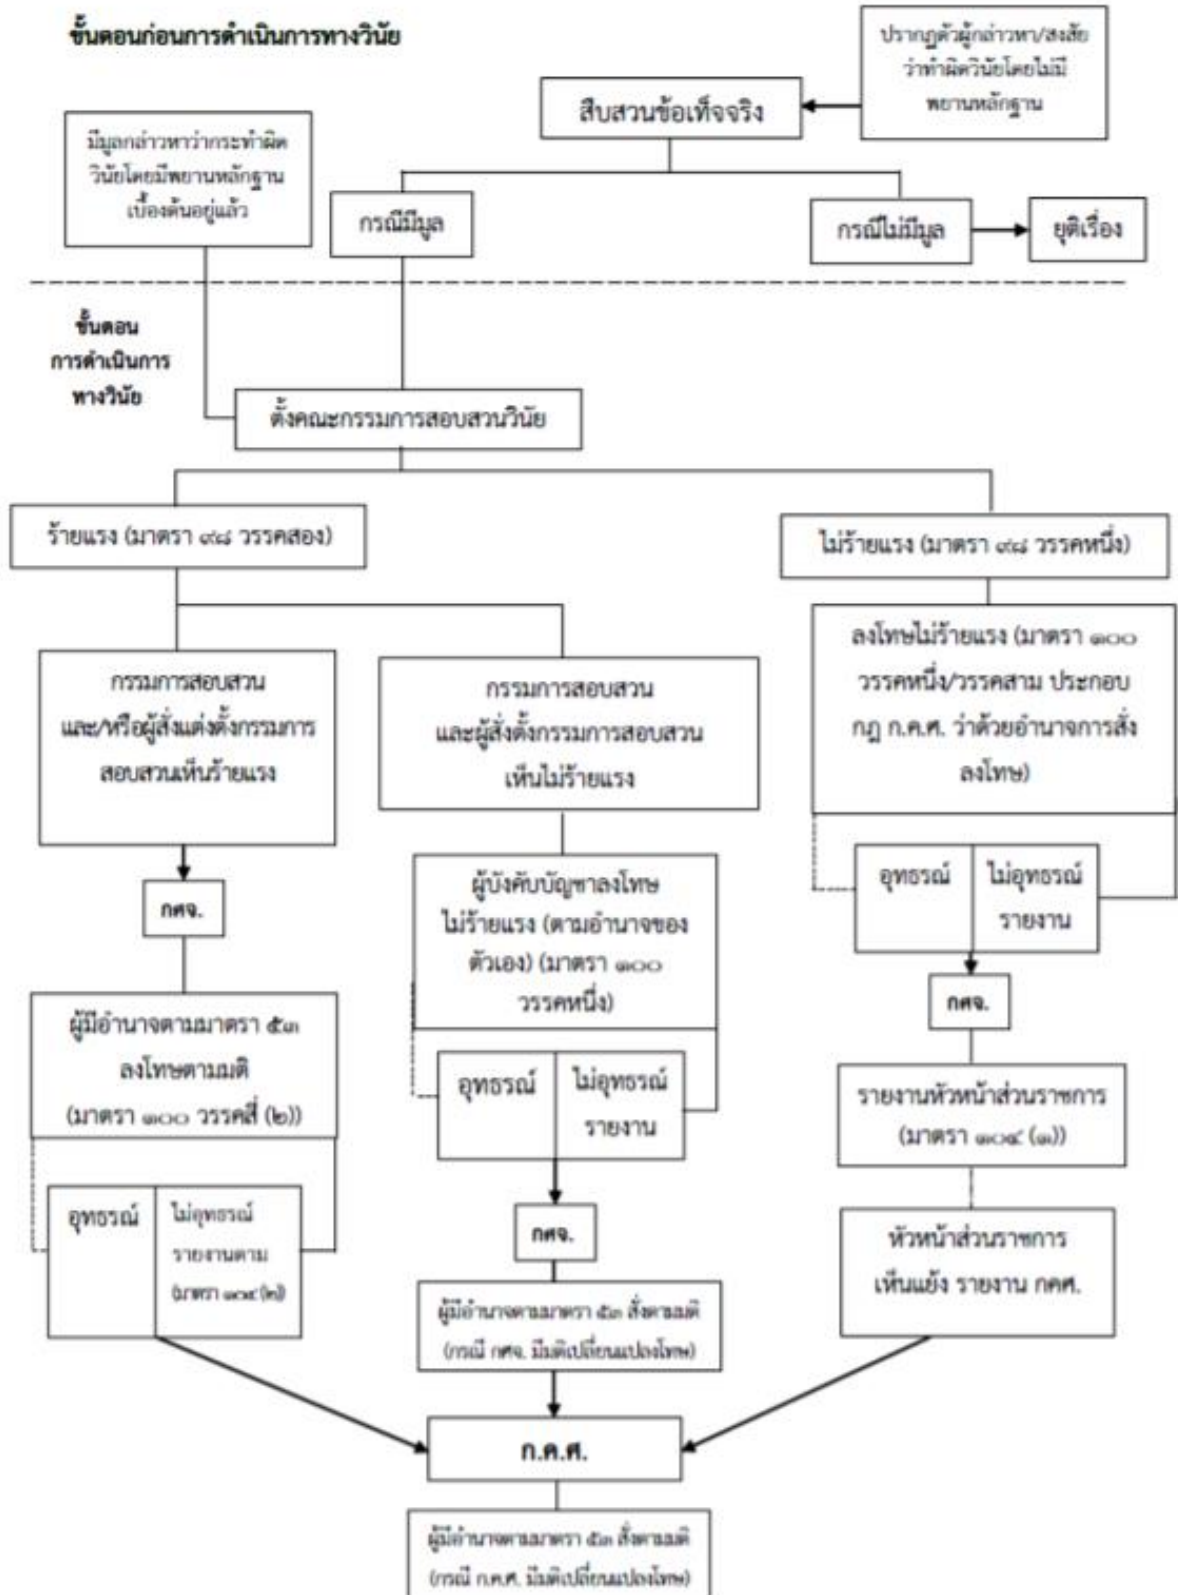 ขั้นตอนก่อนการดำเนินการทางวินัย
ปรากฏตัวผู้กล่าวหา/สงสัย
ว่าทำผิดวินัยโดยไม่มี
พยานหลักฐาน
สืบสวนข้อเท็จจริง
มีมูลกล่าวหาว่ากระทำผิด
วินัยโดยมีพยานหลักฐาน
เบื้องต้นอยู่แล้ว
กรณีมีมูล
กรณีไม่มีมูล
ยุติเรื่อง
ขั้นตอน
การดำเนินการ
ทางวินัย
ตั้งคณะกรรมการสอบสวนวินัย
ร้ายแรง (มาตรา ๙๘ วรรคสอง)
ไม่ร้ายแรง (มาตรา ๙๘ วรรคหนึ่ง)
กรรมการสอบสวน
และ/หรือผู้สั่งแต่งตั้งกรรมการ
สอบสวนเห็นร้ายแรง
กศจ.
ผู้มีอำนาจตามมาตรา ๕๓
ลงโทษตามมติ
(มาตรา ๑๐๐ วรรคสี่ (๒))
อุทธรณ์
ไม่อุทธรณ์
รายงานตาม
(มาตรา ๑๐๔ (๒))
กรรมการสอบสวน
และผู้สั่งตั้งกรรมการสอบสวน
เห็นไม่ร้ายแรง
ผู้บังคับบัญชาลงโทษ
ไม่ร้ายแรง (ตามอำนาจของ
ตัวเอง) (มาตรา ๑๐๐
วรรคหนึ่ง)
อุทธรณ์
ไม่อุทธรณ์
รายงาน
กศจ.
ผู้มีอำนาจตามมาตรา ๕๓ สั่งตามมติ
(กรณี กศจ. มีมติเปลี่ยนแปลงโทษ)
ลงโทษไม่ร้ายแรง (มาตรา ๑๐๐
วรรคหนึ่ง/วรรคสาม ประกอบ
กฎ ก.ค.ศ. ว่าด้วยอำนาจการสั่ง
ลงโทษ)
อุทธรณ์
ไม่อุทธรณ์
รายงาน
กศจ.
รายงานหัวหน้าส่วนราชการ
(มาตรา ๑๐๔ (๑))
หัวหน้าส่วนราชการ
เห็นแย้ง รายงาน กคศ.
ก.ค.ศ.
ผู้มีอำนาจตามมาตรา ๕๓ สั่งตามมติ
(กรณี ก.ค.ศ. มีมติเปลี่ยนแปลงโทษ)